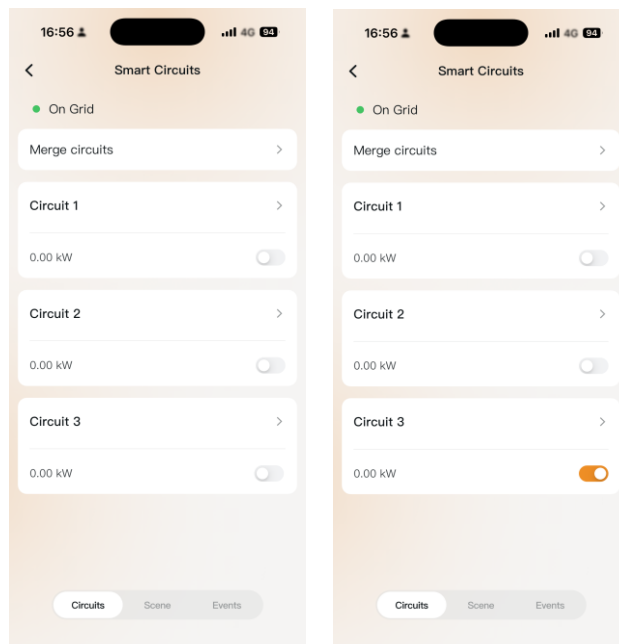 16:56 4G 94
Smart Circuits
On Grid
Merge circuits
Circuit 1
0.00 kW
Circuit 2
0.00 kW
Circuit 3
0.00 kW
Circuits Scene Events
16:56 4G 94
Smart Circuits
On Grid
Merge circuits
Circuit 1
0.00 kW
Circuit 2
0.00 kW
Circuit 3
0.00 kW
Circuits Scene Events